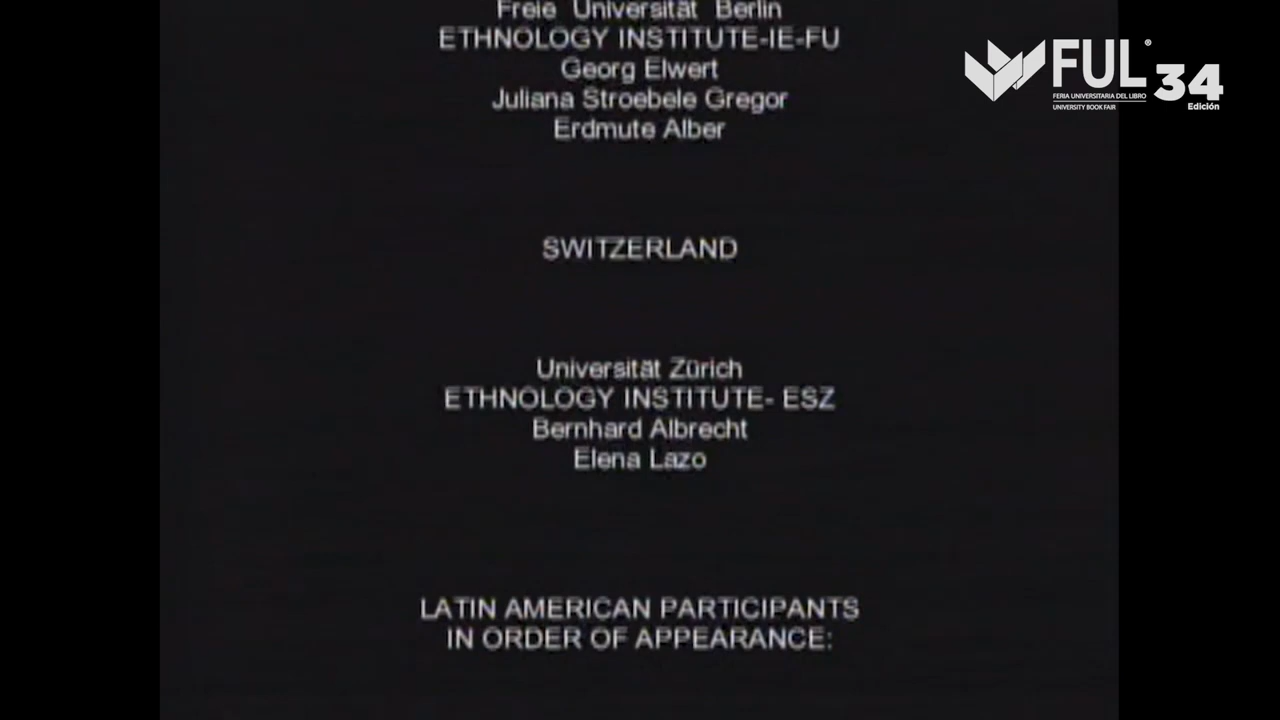 Freie Universität Berlin
ETHNOLOGY INSTITUTE-IE-FU
Georg Elwert
Juliana Stroebele Gregor
Erdmute Alber
SWITZERLAND
Universität Zürich
ETHNOLOGY INSTITUTE- ESZ
Bernhard Albrecht
Elena Lazo
LATIN AMERICAN PARTICIPANTS
IN ORDER OF APPEARANCE:
FUL®
FERIA UNIVERSITARIA DEL LIBRO
UNIVERSITY BOOK FAIR
34
Edición